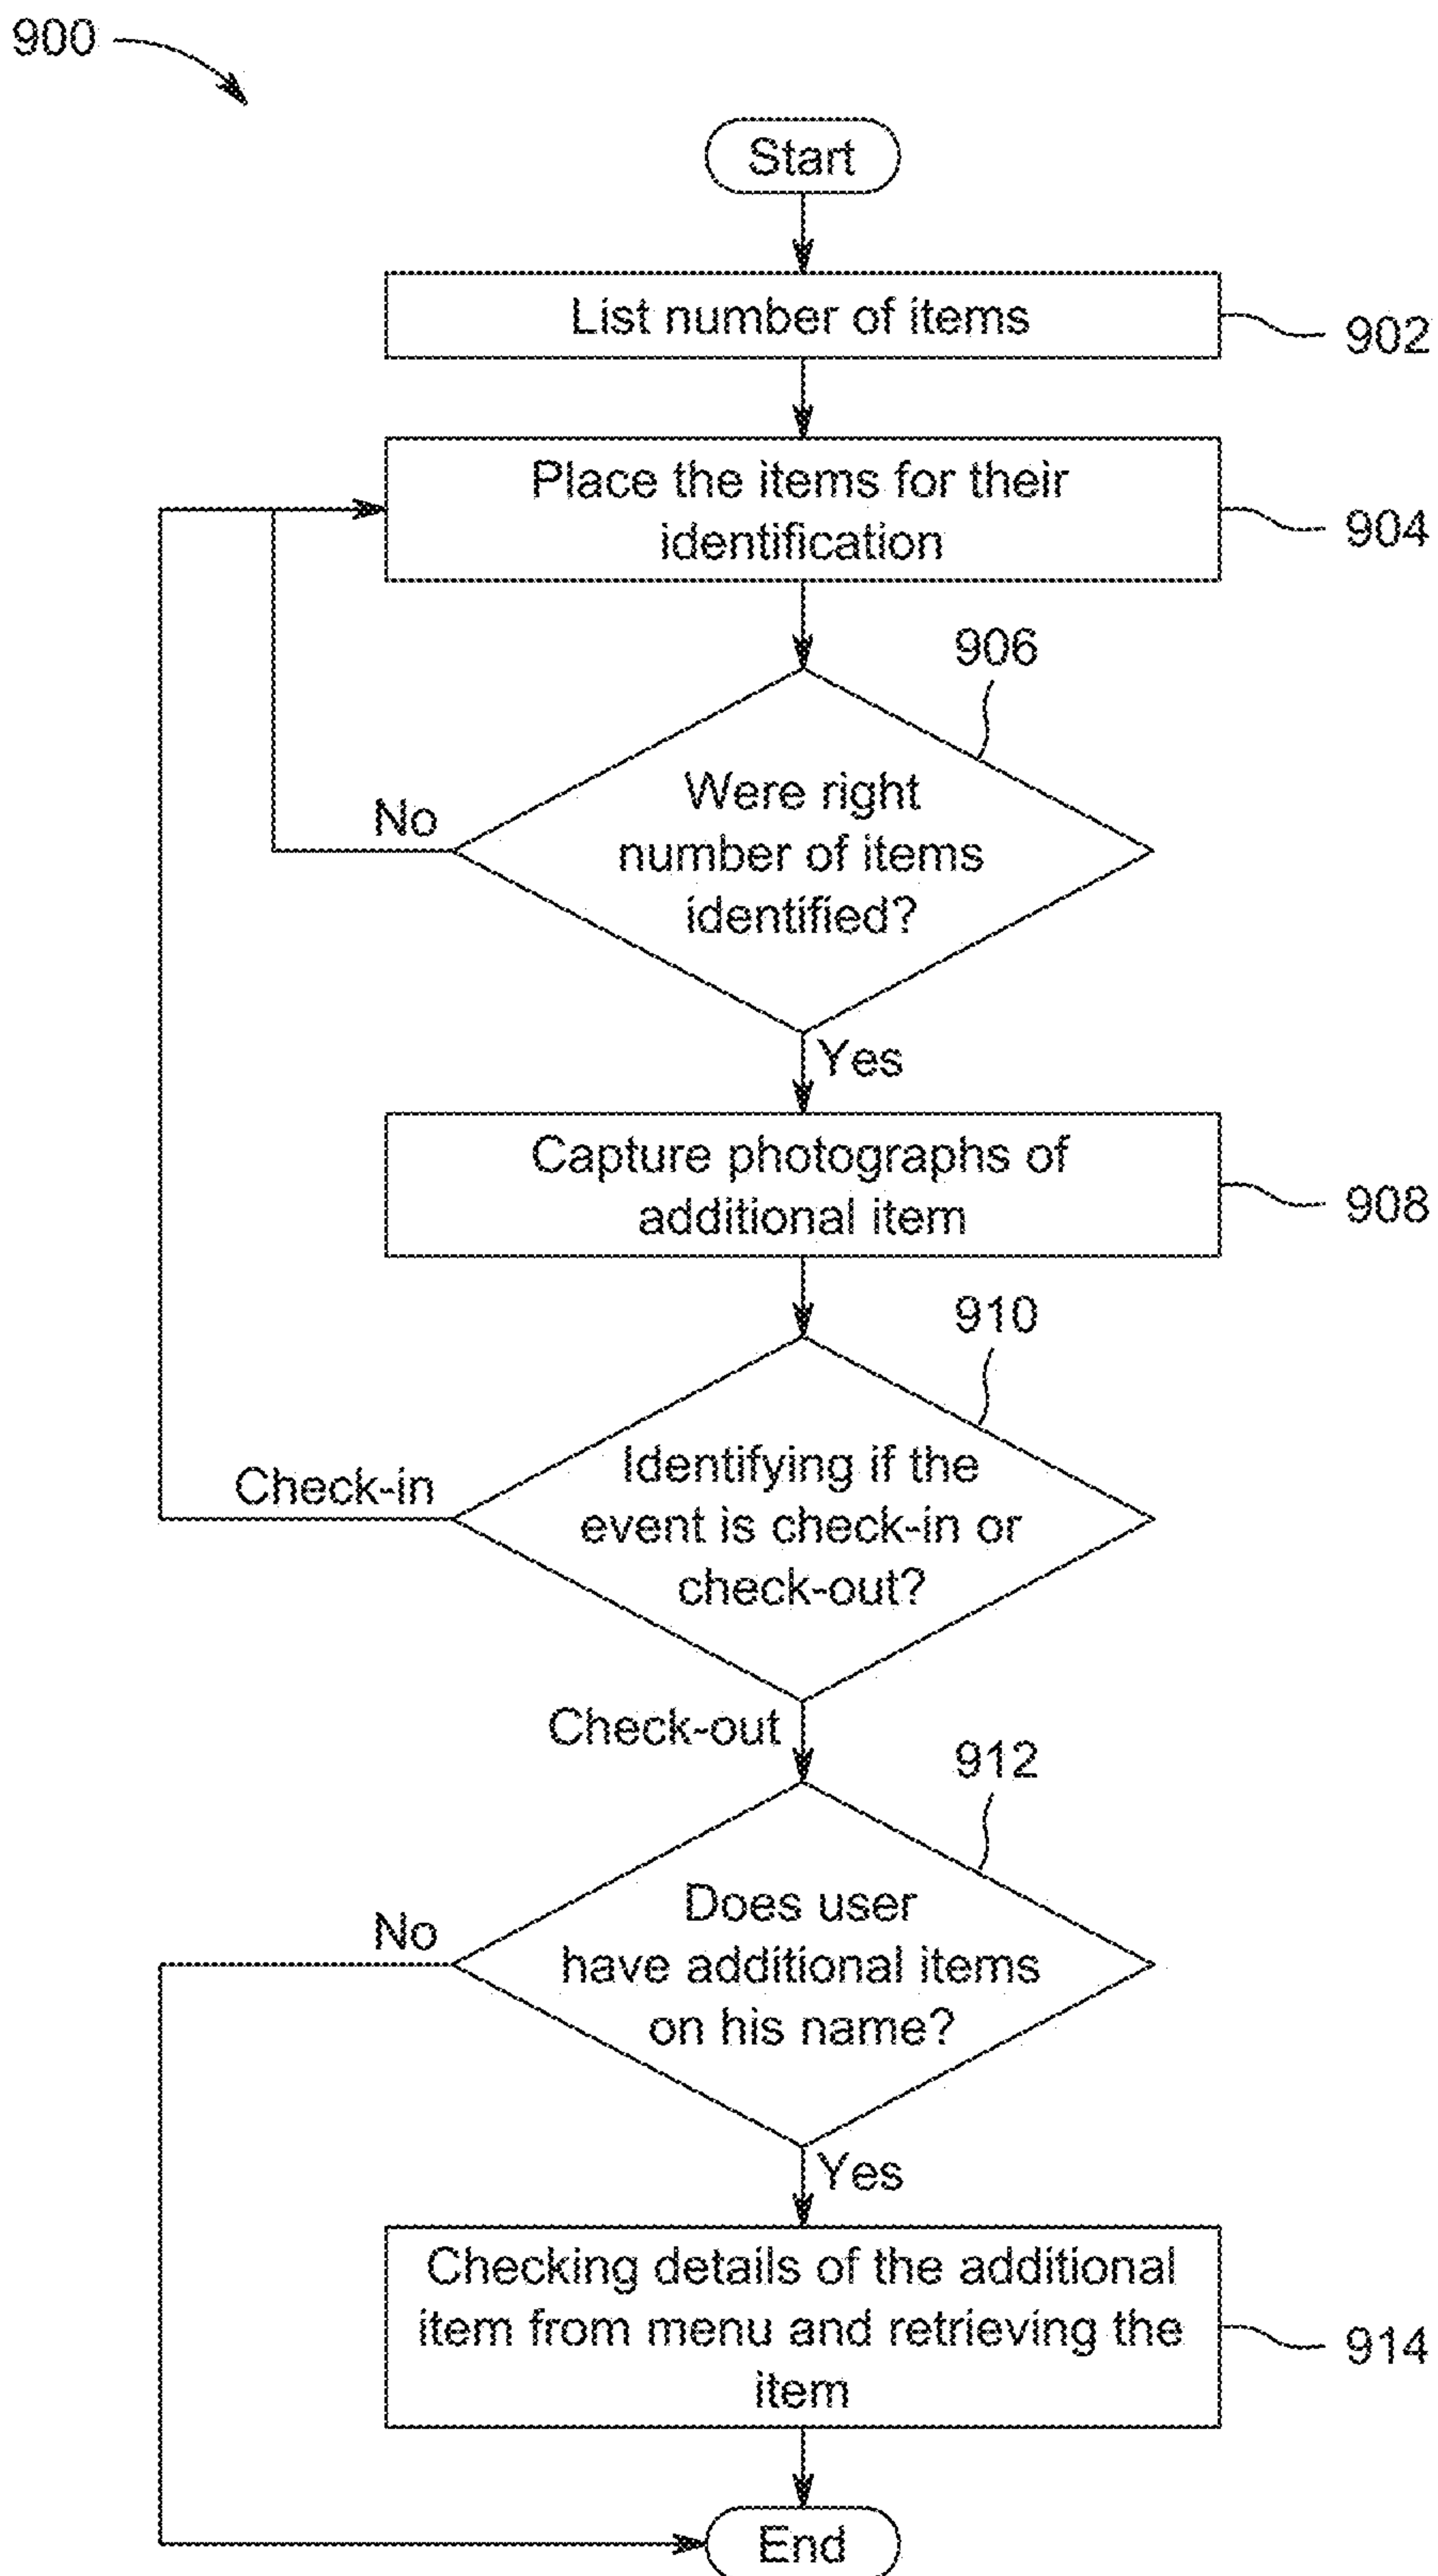 900
Start
List number of items
902
Place the items for their
identification
904
906
Were right
number of items
identified?
No
Yes
Capture photographs of
additional item
908
910
Identifying if the
event is check-in or
check-out?
Check-in
Check-out
912
Does user
have additional items
on his name?
No
Yes
Checking details of the additional
item from menu and retrieving the
item
914
End